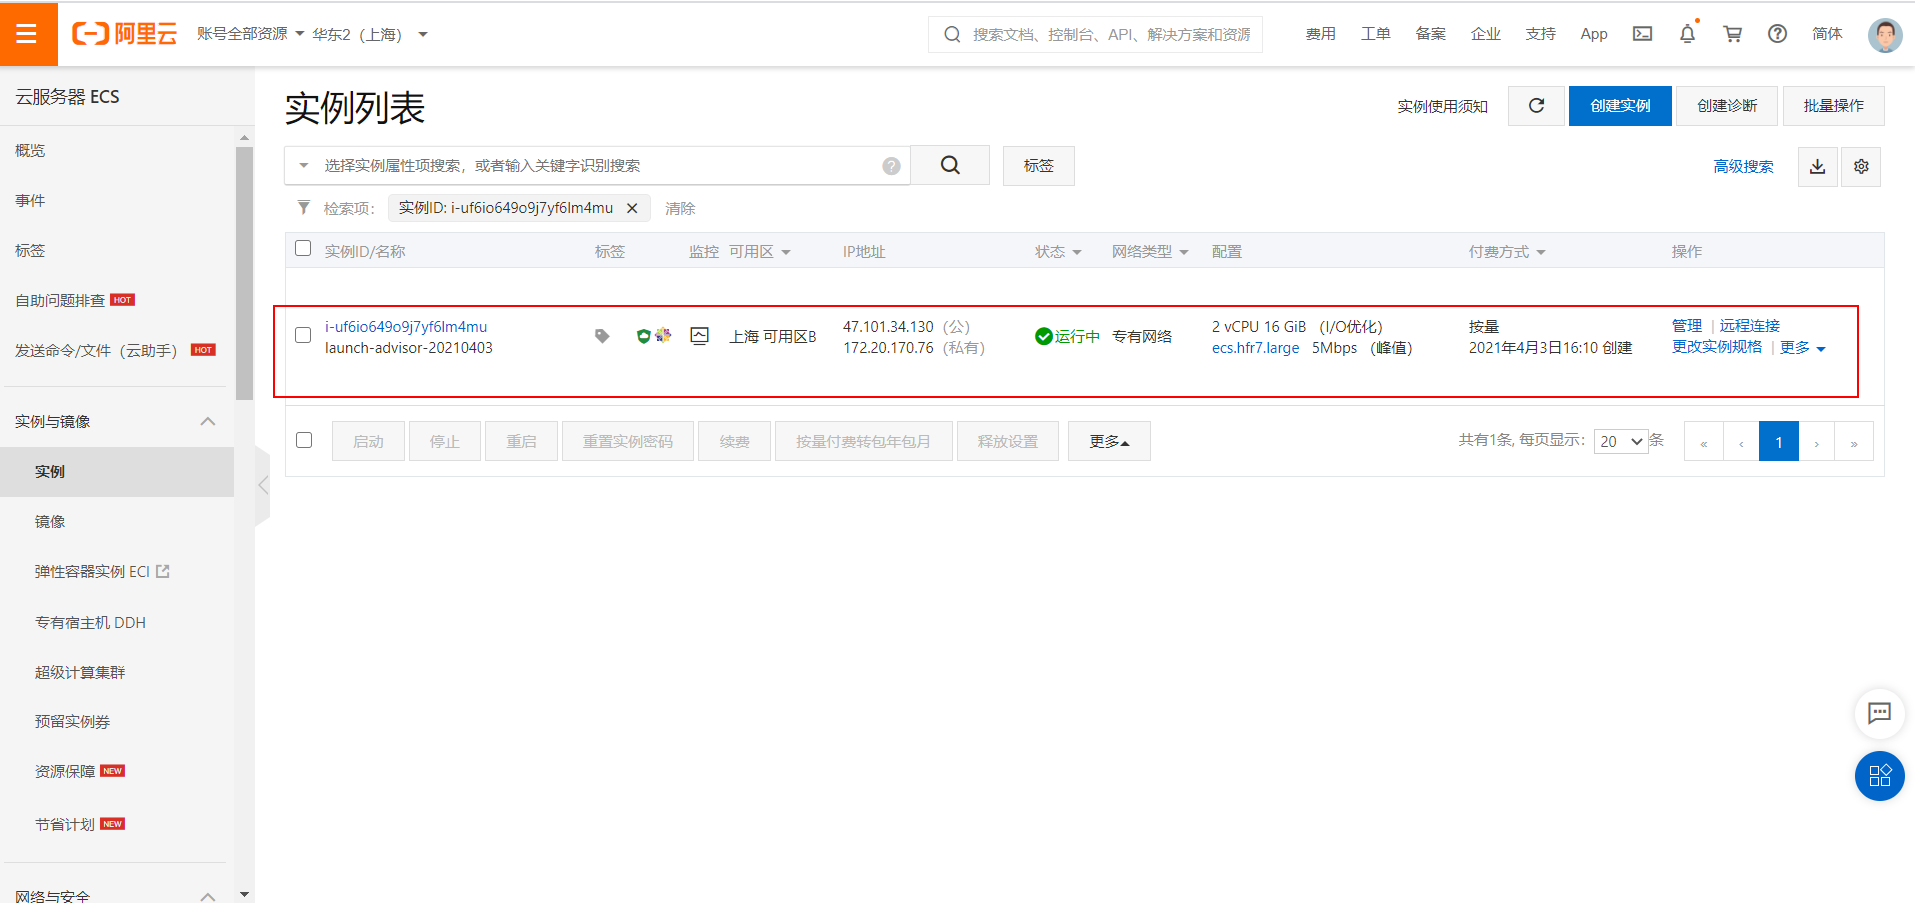 阿里云 账号全部资源 华东2（上海） 搜索文档、控制台、API、解决方案和资源 费用 工单 备案 企业 支持 App 简体
云服务器 ECS
概览
事件
标签
自助问题排查 HOT
发送命令/文件（云助手） HOT
实例与镜像
实例
镜像
弹性容器实例 ECI
专有宿主机 DDH
超级计算集群
预留实例券
资源保障 NEW
节省计划 NEW
网络与安全
实例列表
实例使用须知 创建实例 创建诊断 批量操作
选择实例属性项搜索，或者输入关键字识别搜索 ? 标签 高级搜索
检索项： 实例ID: i-uf6io649o9j7yf6lm4mu ✕ 清除
实例ID/名称 标签 监控 可用区 IP地址 状态 网络类型 配置 付费方式 操作
i-uf6io649o9j7yf6lm4mu 47.101.34.130（公） 2 vCPU 16 GiB （I/O优化） 按量 管理 | 远程连接
上海 可用区B 运行中 专有网络
launch-advisor-20210403 172.20.170.76（私有） ecs.hfr7.large 5Mbps （峰值） 2021年4月3日16:10 创建 更改实例规格 | 更多
启动 停止 重启 重置实例密码 续费 按量付费转包年包月 释放设置 更多 共有1条, 每页显示： 20 条 « ‹ 1 › »